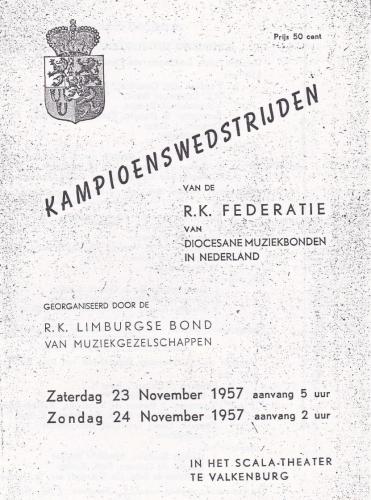 Prijs 50 cent
KAMPIOENSWEDSTRIJDEN
VAN DE
R.K. FEDERATIE
VAN
DIOCESANE MUZIEKBONDEN
IN NEDERLAND
GEORGANISEERD DOOR DE
R.K. LIMBURGSE BOND
VAN MUZIEKGEZELSCHAPPEN
Zaterdag 23 November 1957 aanvang 5 uur
Zondag 24 November 1957 aanvang 2 uur
IN HET SCALA-THEATER
TE VALKENBURG